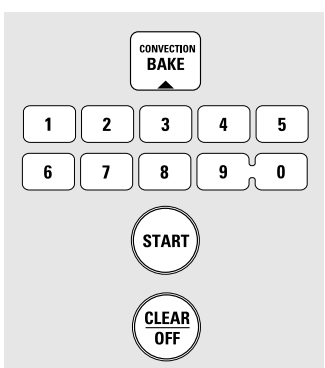 CONVECTION
BAKE
1 2 3 4 5
6 7 8 9 0
START
CLEAR
OFF